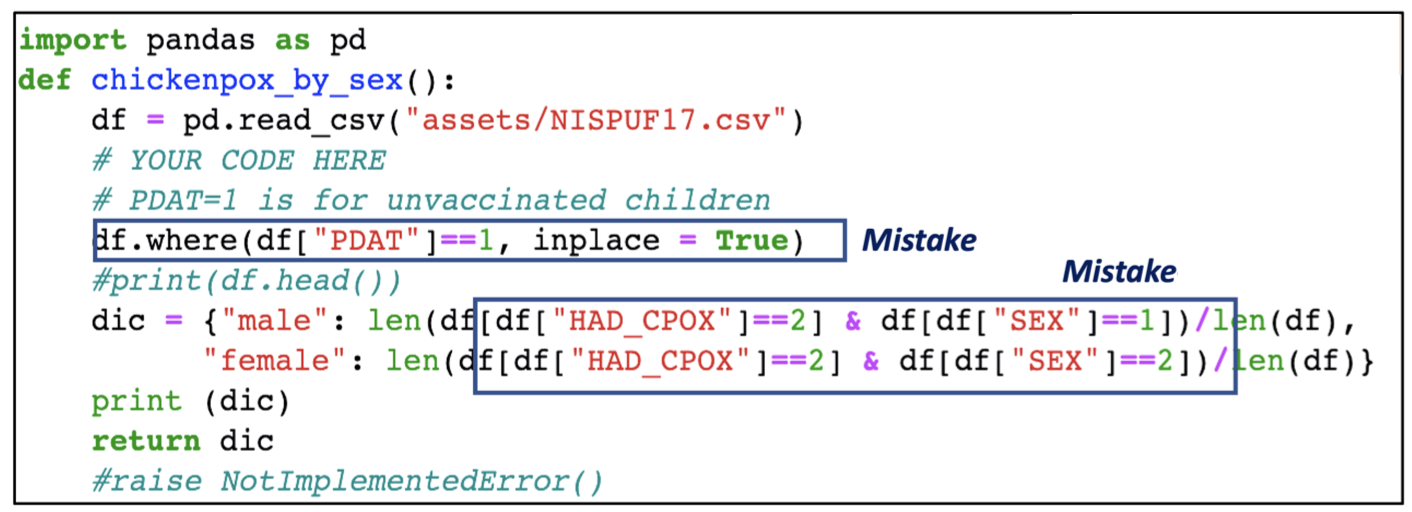 import pandas as pd
def chickenpox_by_sex():
    df = pd.read_csv("assets/NISPUF17.csv")
    # YOUR CODE HERE
    # PDAT=1 is for unvaccinated children
    df.where(df["PDAT"]==1, inplace = True) Mistake
    #print(df.head())
Mistake
    dic = {"male": len(df[df["HAD_CPOX"]==2] & df[df["SEX"]==1])/len(df),
           "female": len(df[df["HAD_CPOX"]==2] & df[df["SEX"]==2])/len(df)}
    print (dic)
    return dic
    #raise NotImplementedError()